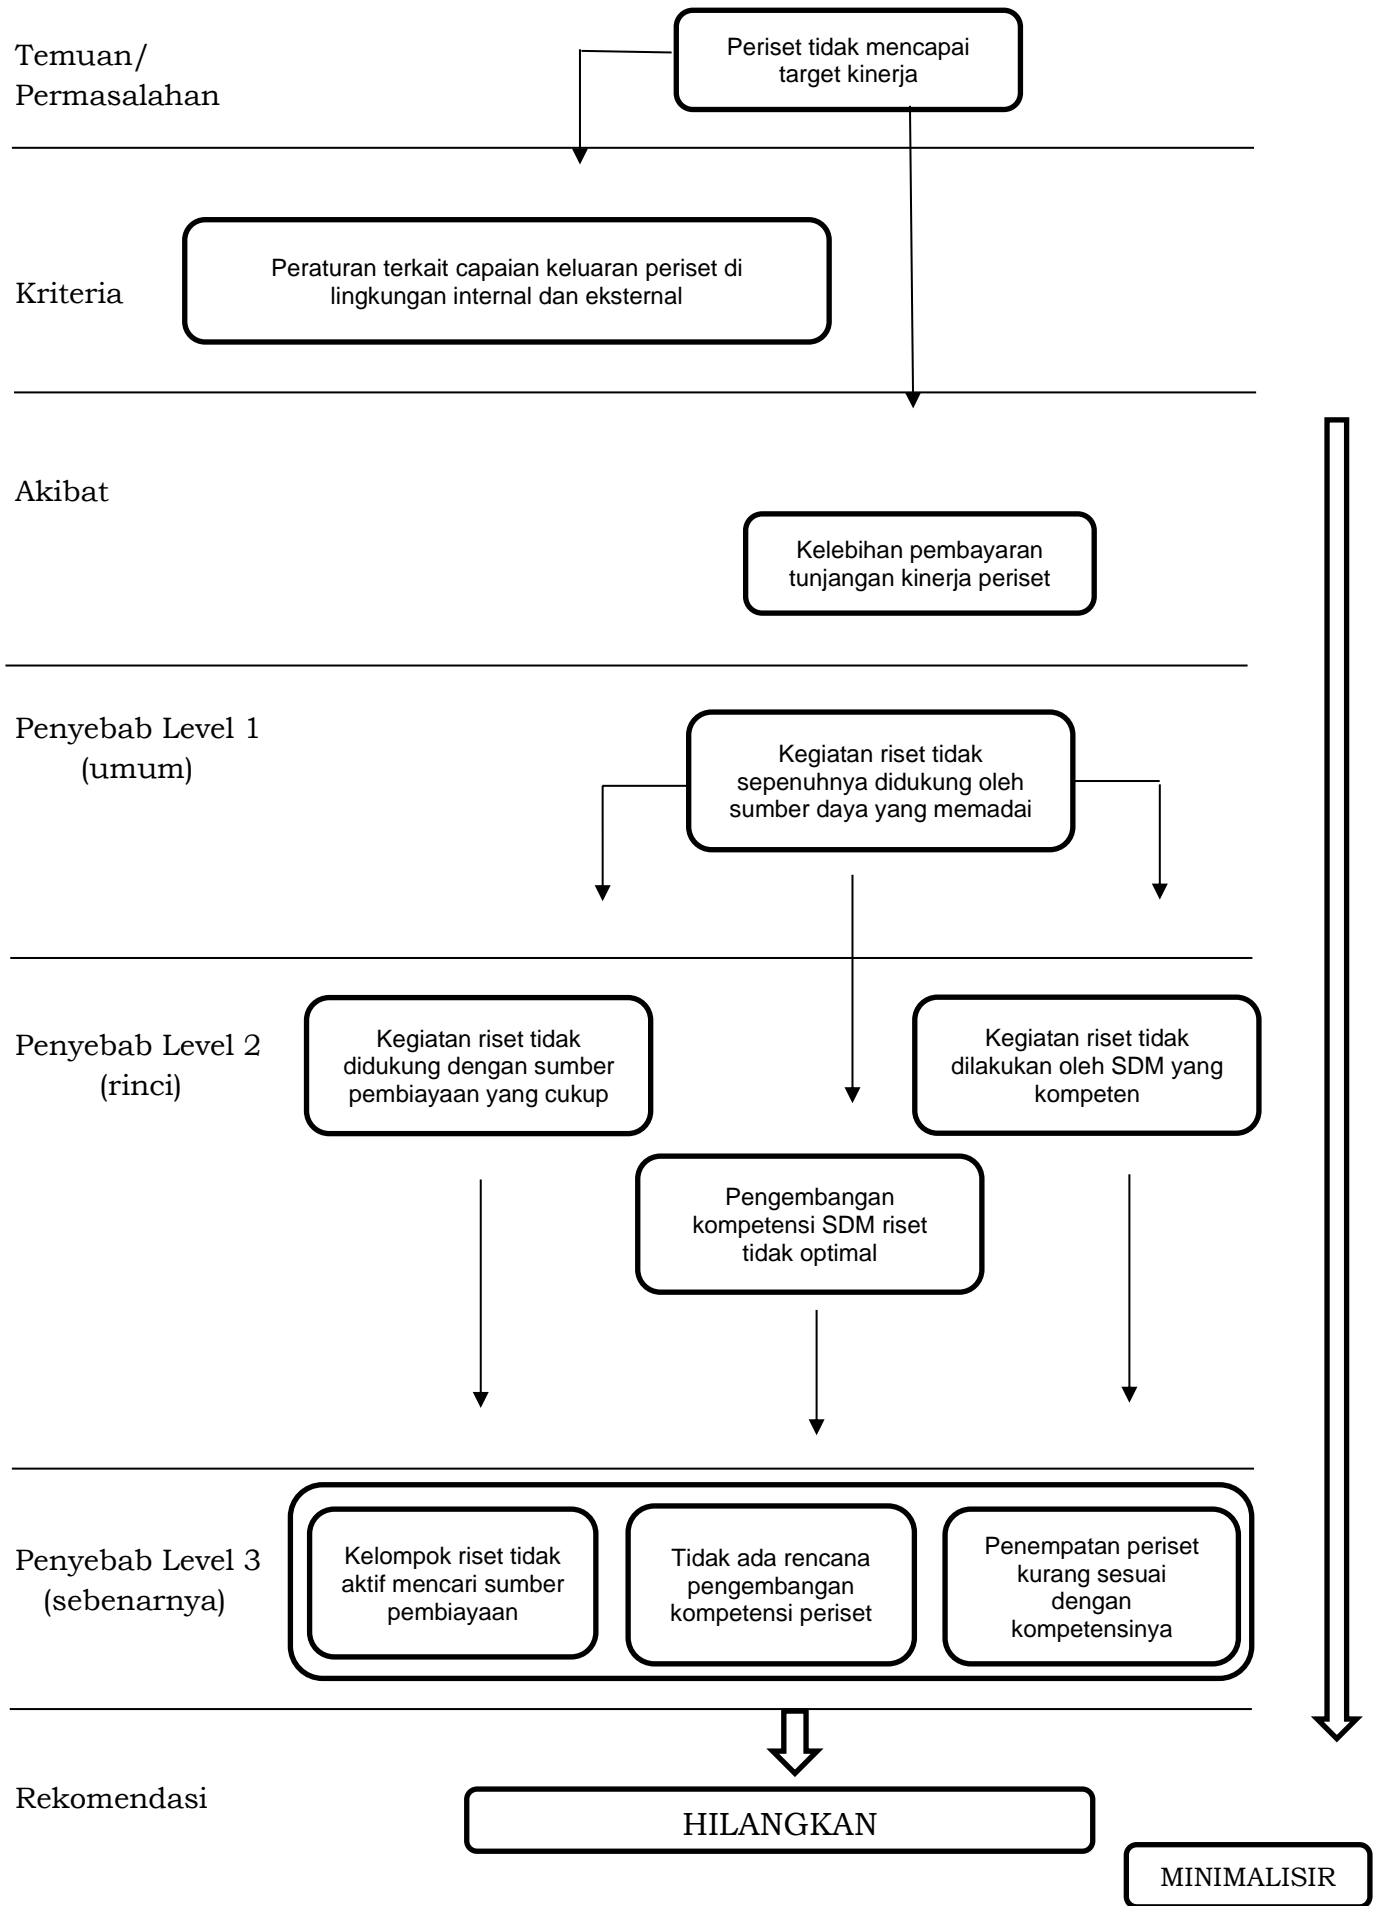 Temuan/
Permasalahan
Periset tidak mencapai
target kinerja
Kriteria
Peraturan terkait capaian keluaran periset di
lingkungan internal dan eksternal
Akibat
Kelebihan pembayaran
tunjangan kinerja periset
Penyebab Level 1
(umum)
Kegiatan riset tidak
sepenuhnya didukung oleh
sumber daya yang memadai
Penyebab Level 2
(rinci)
Kegiatan riset tidak
didukung dengan sumber
pembiayaan yang cukup
Kegiatan riset tidak
dilakukan oleh SDM yang
kompeten
Pengembangan
kompetensi SDM riset
tidak optimal
Penyebab Level 3
(sebenarnya)
Kelompok riset tidak
aktif mencari sumber
pembiayaan
Tidak ada rencana
pengembangan
kompetensi periset
Penempatan periset
kurang sesuai
dengan
kompetensinya
Rekomendasi
HILANGKAN
MINIMALISIR